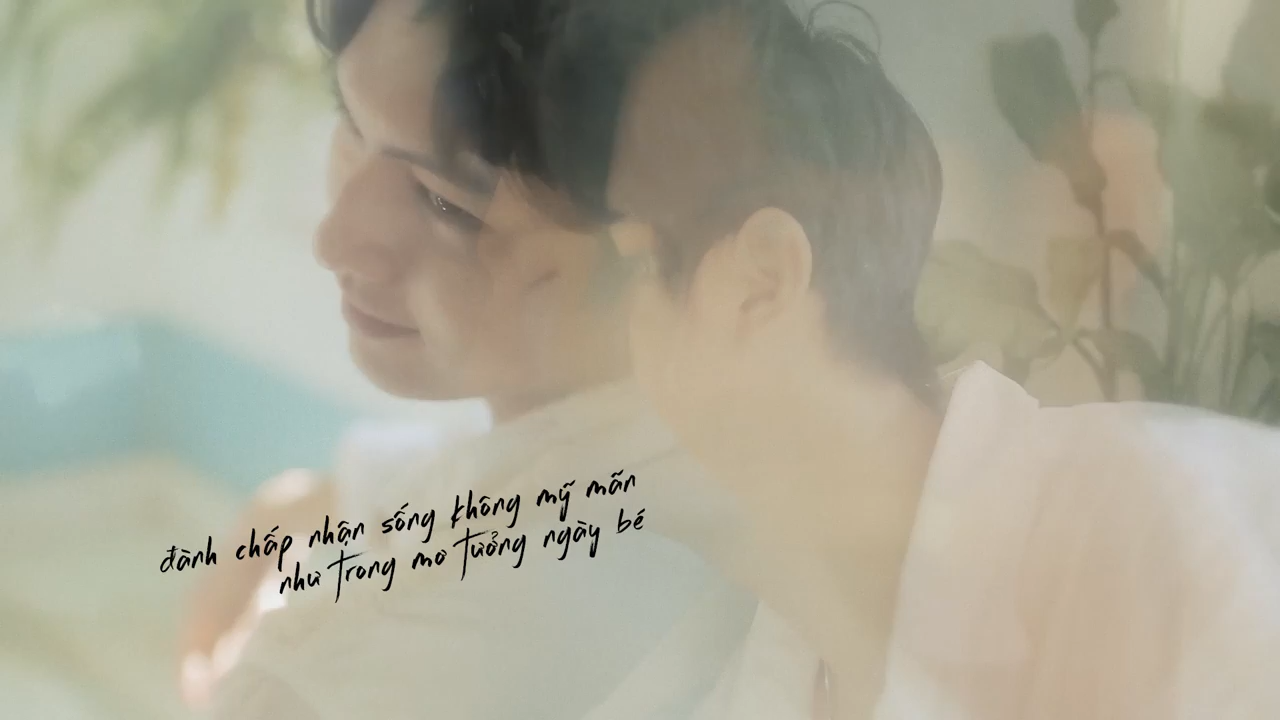 đành chấp nhận sống không mỹ mãn
như trong mơ tưởng ngày bé